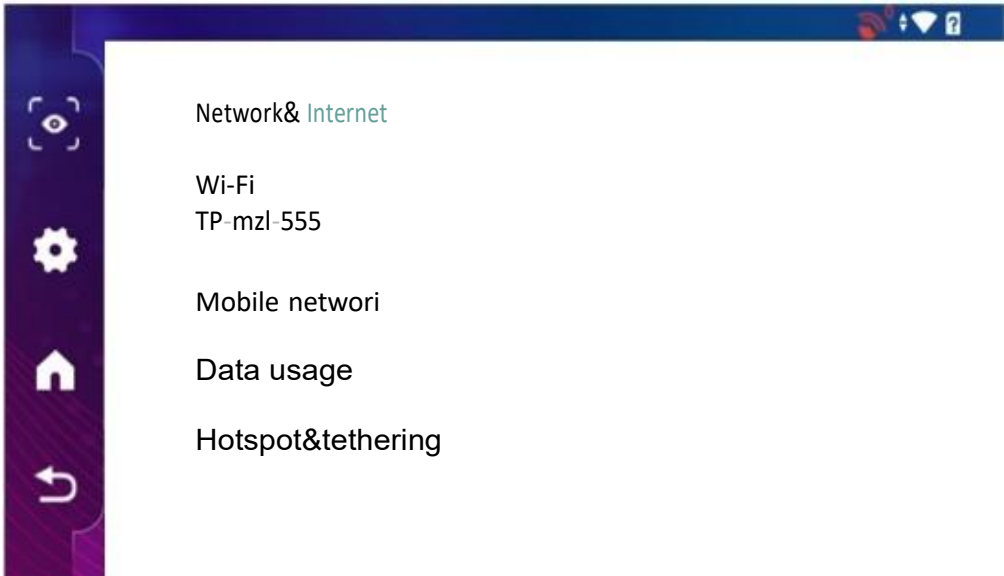 Network& Internet
Wi-Fi
TP-mzl-555
Mobile networi
Data usage
Hotspot&tethering